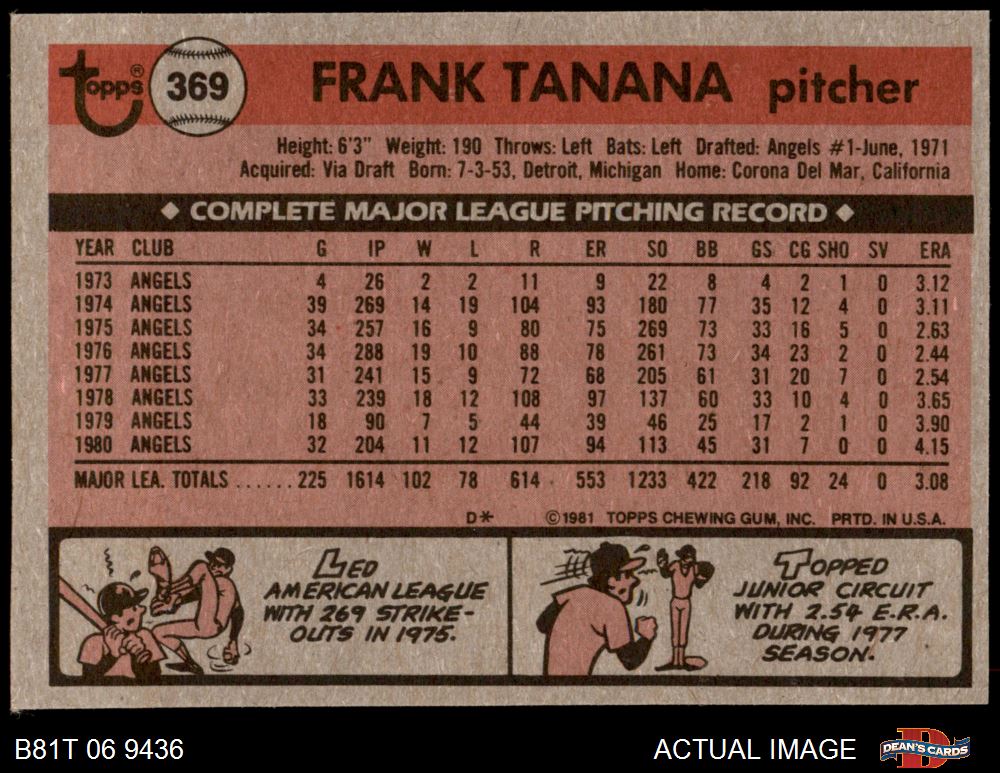 topps®
369
FRANK TANANA pitcher
Height: 6'3" Weight: 190 Throws: Left Bats: Left Drafted: Angels #1-June, 1971
Acquired: Via Draft Born: 7-3-53, Detroit, Michigan Home: Corona Del Mar, California
◆ COMPLETE MAJOR LEAGUE PITCHING RECORD ◆
YEAR CLUB G IP W L R ER SO BB GS CG SHO SV ERA
1973 ANGELS 4 26 2 2 11 9 22 8 4 2 1 0 3.12
1974 ANGELS 39 269 14 19 104 93 180 77 35 12 4 0 3.11
1975 ANGELS 34 257 16 9 80 75 269 73 33 16 5 0 2.63
1976 ANGELS 34 288 19 10 88 78 261 73 34 23 2 0 2.44
1977 ANGELS 31 241 15 9 72 68 205 61 31 20 7 0 2.54
1978 ANGELS 33 239 18 12 108 97 137 60 33 10 4 0 3.65
1979 ANGELS 18 90 7 5 44 39 46 25 17 2 1 0 3.90
1980 ANGELS 32 204 11 12 107 94 113 45 31 7 0 0 4.15
MAJOR LEA. TOTALS ...... 225 1614 102 78 614 553 1233 422 218 92 24 0 3.08
D* ©1981 TOPPS CHEWING GUM, INC. PRTD. IN U.S.A.
LED
AMERICAN LEAGUE
WITH 269 STRIKE-
OUTS IN 1975.
TOPPED
JUNIOR CIRCUIT
WITH 2.54 E.R.A.
DURING 1977
SEASON.
B81T 06 9436
ACTUAL IMAGE
DEAN'S CARDS